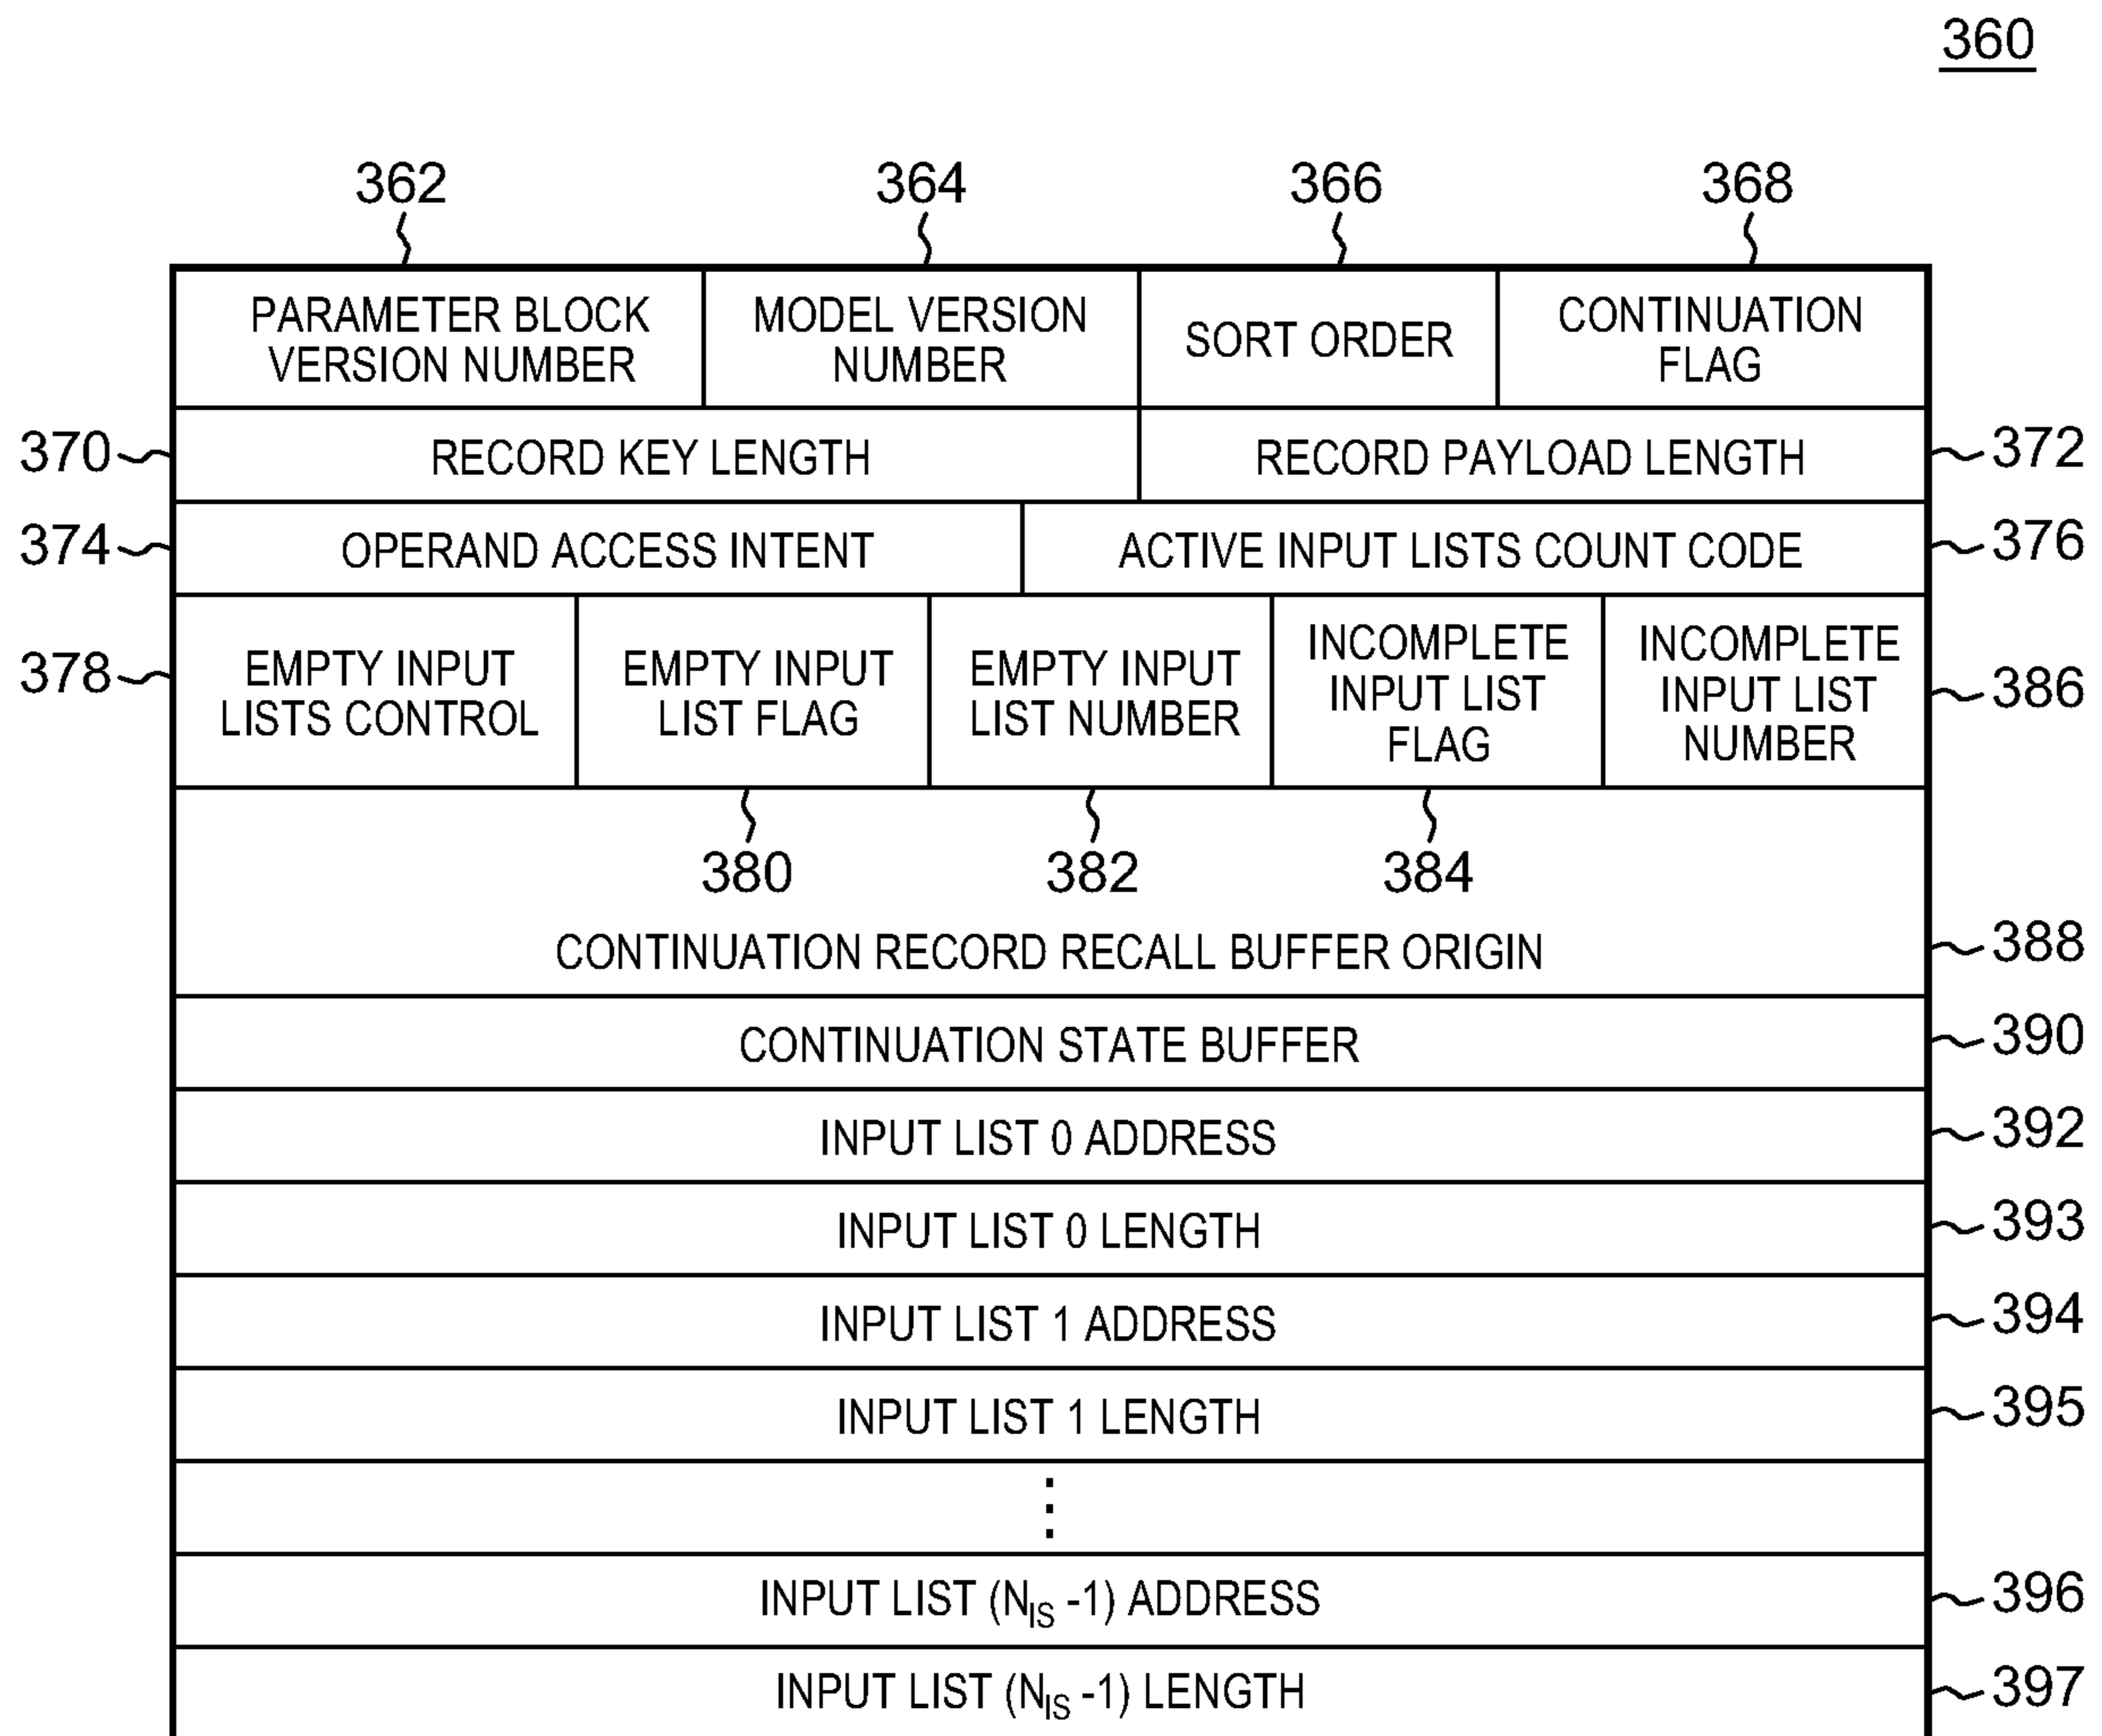 360
362 364 366 368
PARAMETER BLOCK VERSION NUMBER
MODEL VERSION NUMBER
SORT ORDER
CONTINUATION FLAG
370 RECORD KEY LENGTH RECORD PAYLOAD LENGTH 372
374 OPERAND ACCESS INTENT ACTIVE INPUT LISTS COUNT CODE 376
378
EMPTY INPUT
LISTS CONTROL
EMPTY INPUT
LIST FLAG
EMPTY INPUT
LIST NUMBER
INCOMPLETE
INPUT LIST
FLAG
INCOMPLETE
INPUT LIST
NUMBER
386
380 382 384
CONTINUATION RECORD RECALL BUFFER ORIGIN 388
CONTINUATION STATE BUFFER 390
INPUT LIST 0 ADDRESS 392
INPUT LIST 0 LENGTH 393
INPUT LIST 1 ADDRESS 394
INPUT LIST 1 LENGTH 395
⋮
INPUT LIST (N_IS -1) ADDRESS 396
INPUT LIST (N_IS -1) LENGTH 397